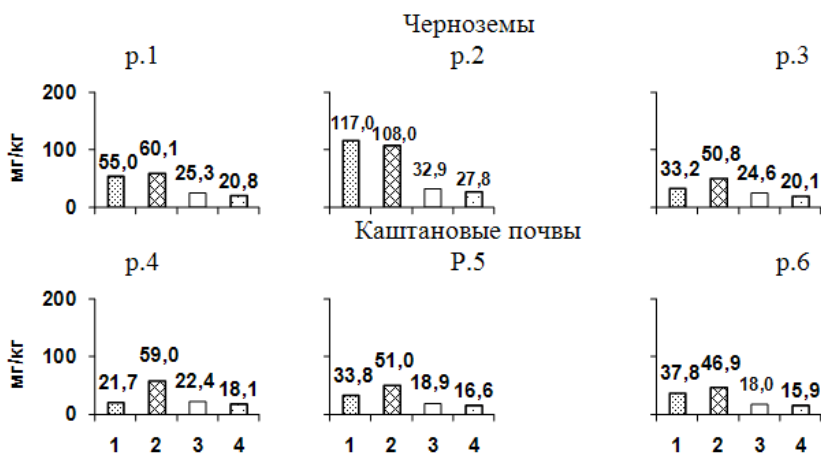 Черноземы
р.1 р.2 р.3
200
100
0
мг/кг
55,0 60,1 25,3 20,8
117,0 108,0 32,9 27,8
33,2 50,8 24,6 20,1
Каштановые почвы
р.4 Р.5 р.6
200
100
0
мг/кг
21,7 59,0 22,4 18,1
33,8 51,0 18,9 16,6
37,8 46,9 18,0 15,9
1 2 3 4 1 2 3 4 1 2 3 4